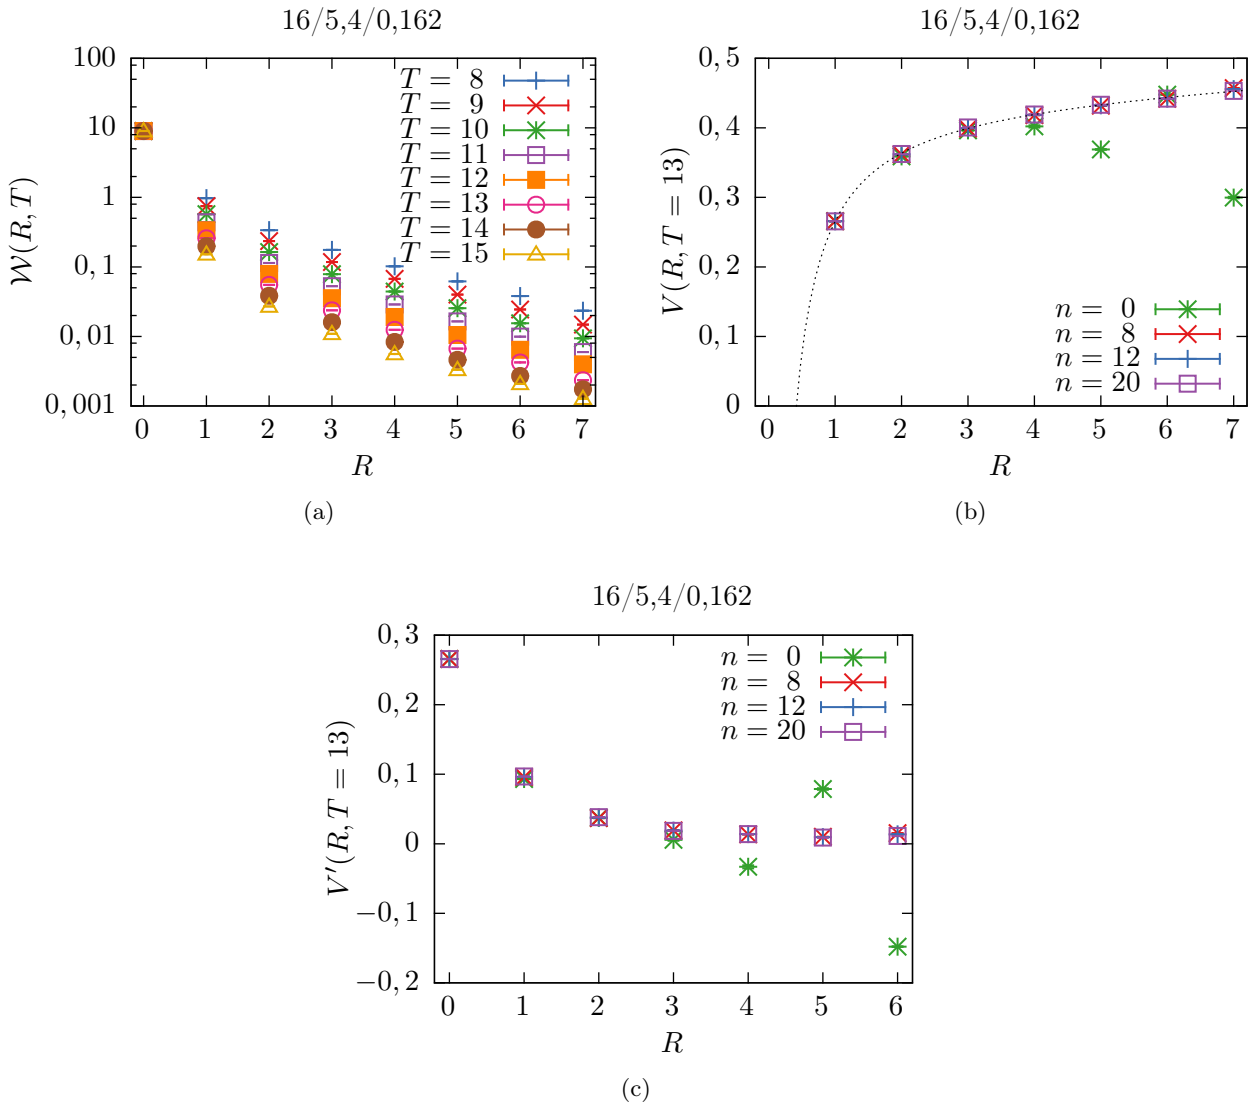 16/5,4/0,162
100
10
1
0,1
0,01
0,001
W(R,T)
T = 8
T = 9
T = 10
T = 11
T = 12
T = 13
T = 14
T = 15
0 1 2 3 4 5 6 7
R
(a)
16/5,4/0,162
0,5
0,4
0,3
0,2
0,1
0
V(R,T = 13)
n = 0
n = 8
n = 12
n = 20
0 1 2 3 4 5 6 7
R
(b)
16/5,4/0,162
0,3
0,2
0,1
0
−0,1
−0,2
V′(R,T = 13)
n = 0
n = 8
n = 12
n = 20
0 1 2 3 4 5 6
R
(c)